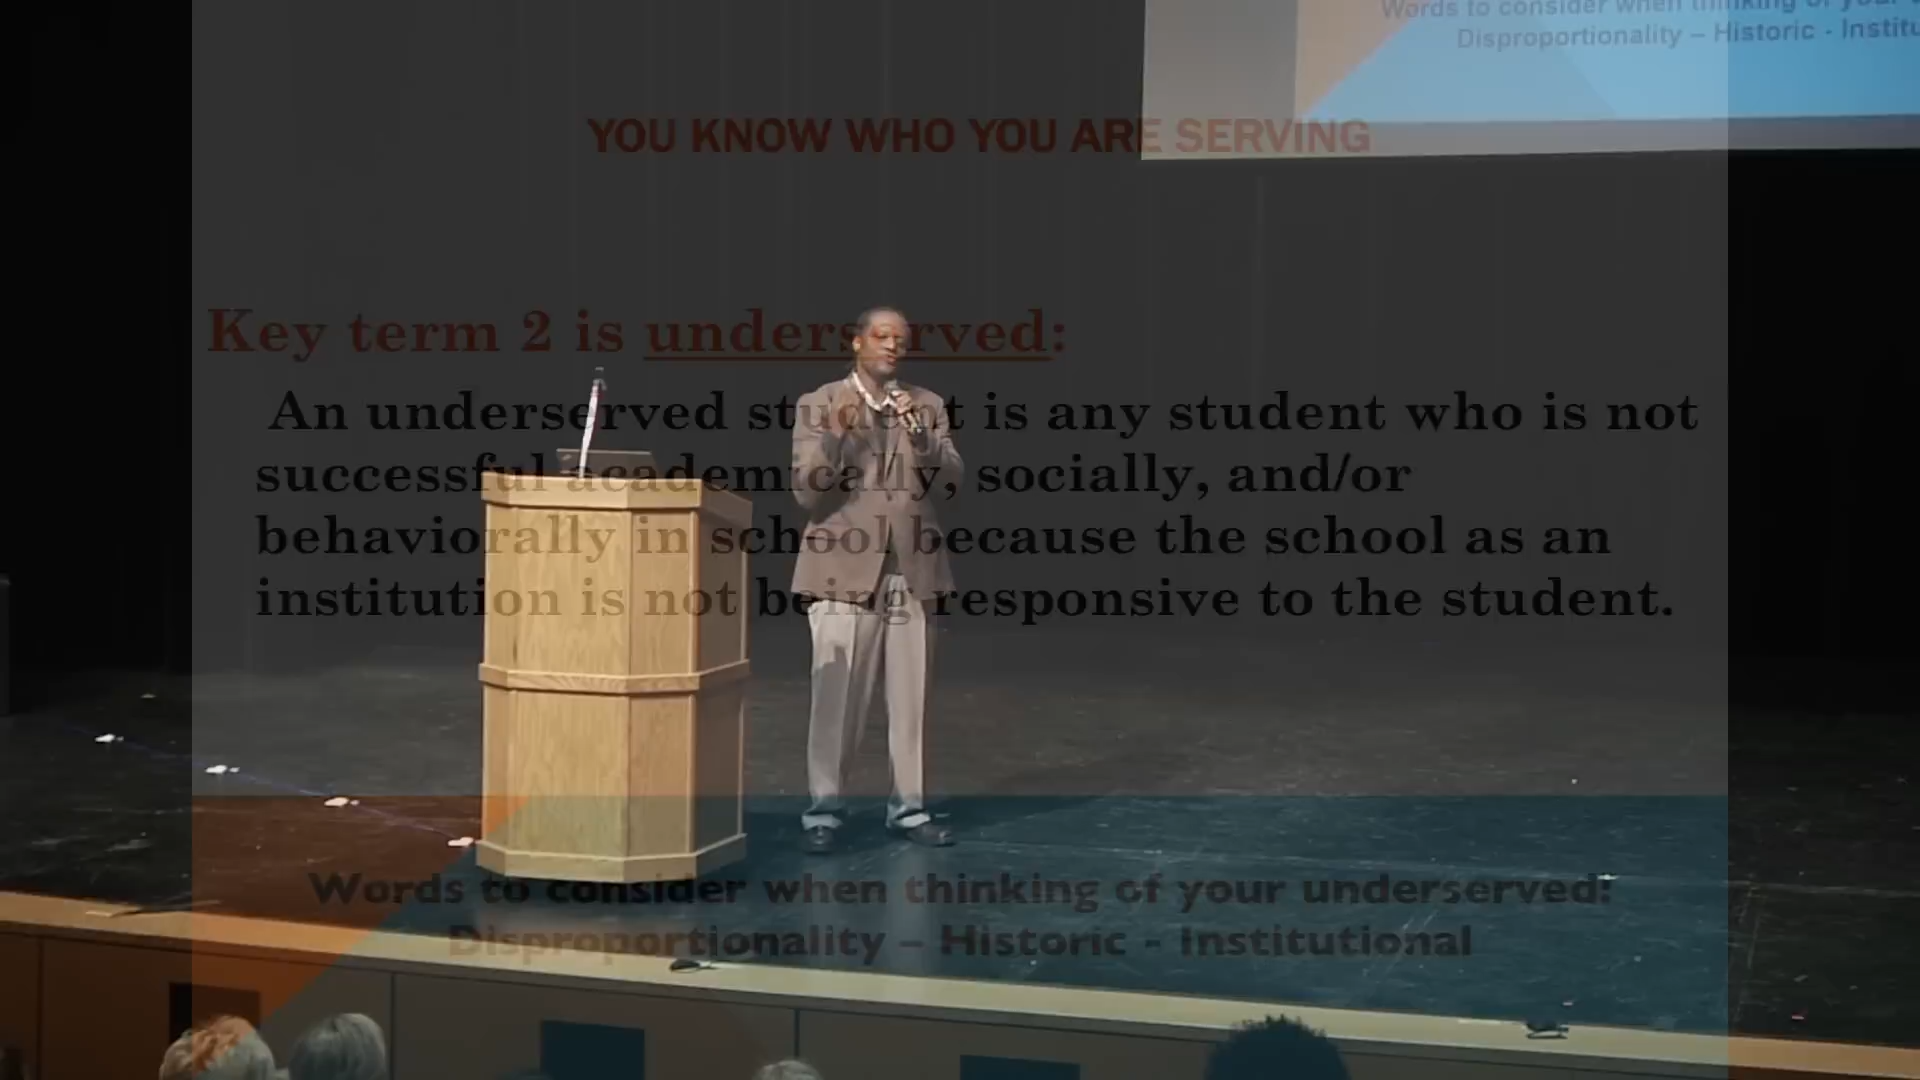 Words to consider when thinking of your
Disproportionality – Historic - Institu
YOU KNOW WHO YOU ARE SERVING
Key term 2 is underserved:
An underserved student is any student who is not
successful academically, socially, and/or
behaviorally in school because the school as an
institution is not being responsive to the student.
Words to consider when thinking of your underserved:
Disproportionality – Historic - Institutional